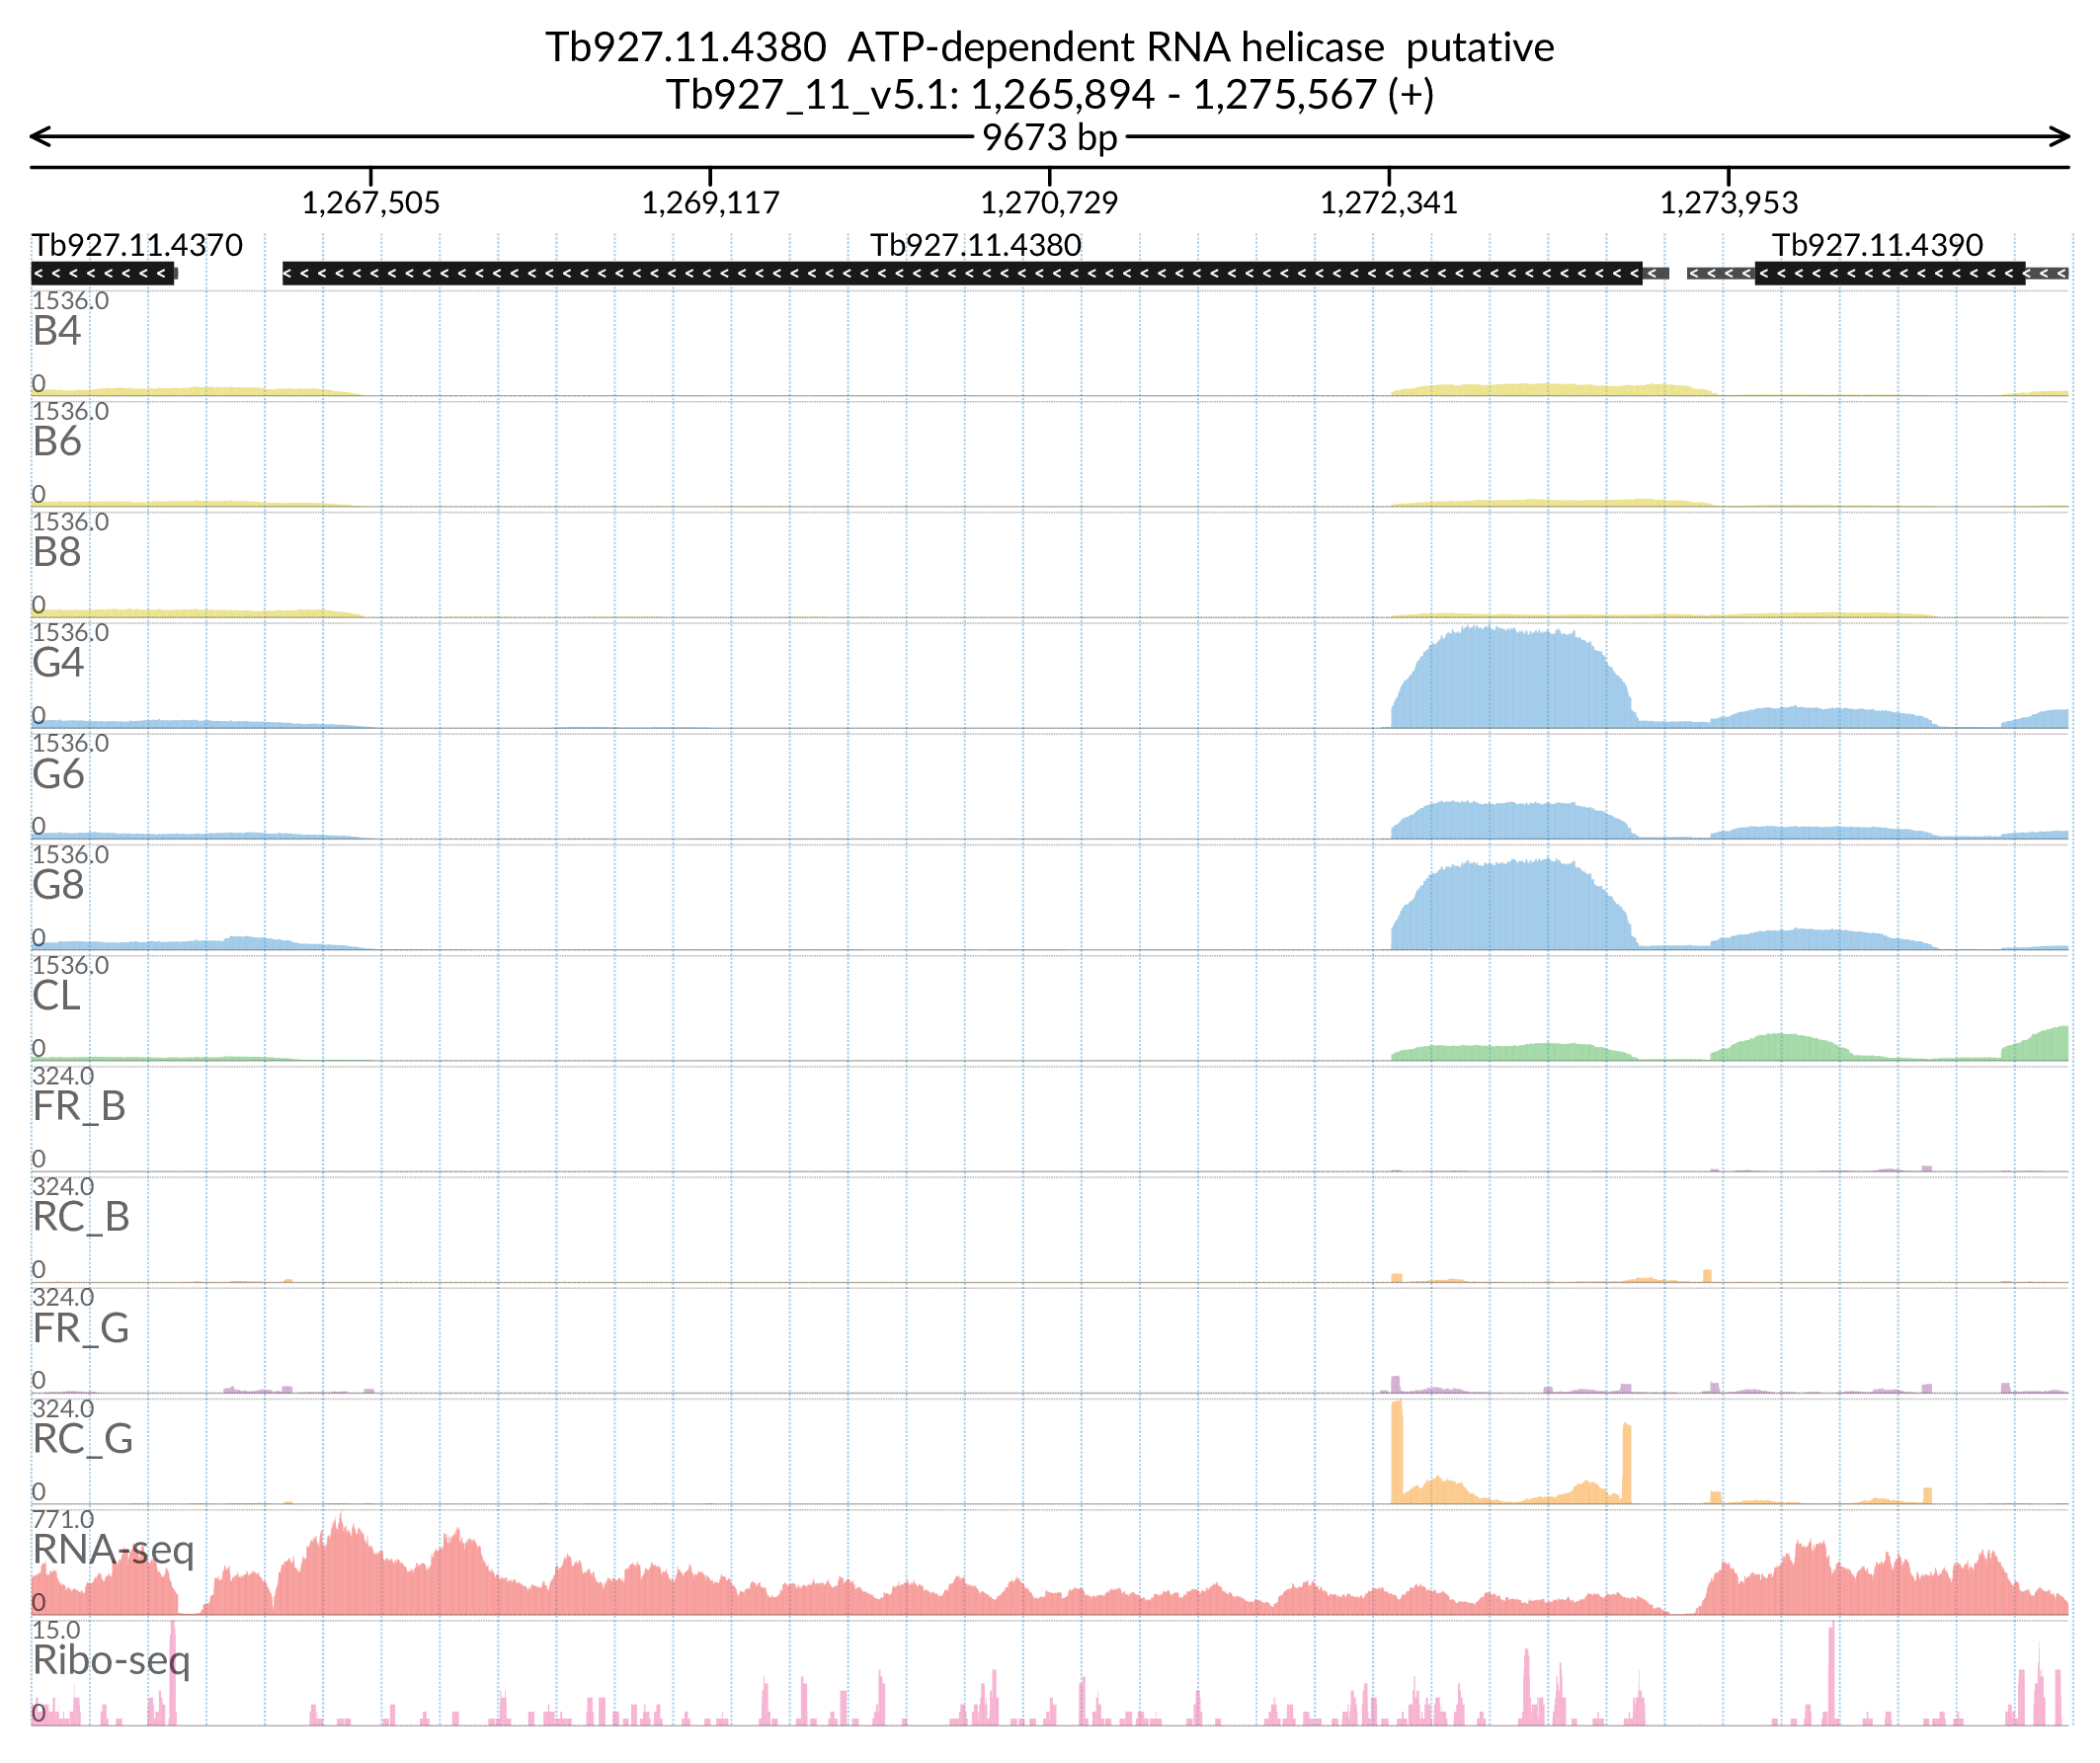 Tb927.11.4380  ATP-dependent RNA helicase  putative
Tb927_11_v5.1: 1,265,894 - 1,275,567 (+)
9673 bp
1,267,505 1,269,117 1,270,729 1,272,341 1,273,953
Tb927.11.4370 Tb927.11.4380 Tb927.11.4390
1536.0
B4
0
1536.0
B6
0
1536.0
B8
0
1536.0
G4
0
1536.0
G6
0
1536.0
G8
0
1536.0
CL
0
324.0
FR_B
0
324.0
RC_B
0
324.0
FR_G
0
324.0
RC_G
0
771.0
RNA-seq
0
15.0
Ribo-seq
0